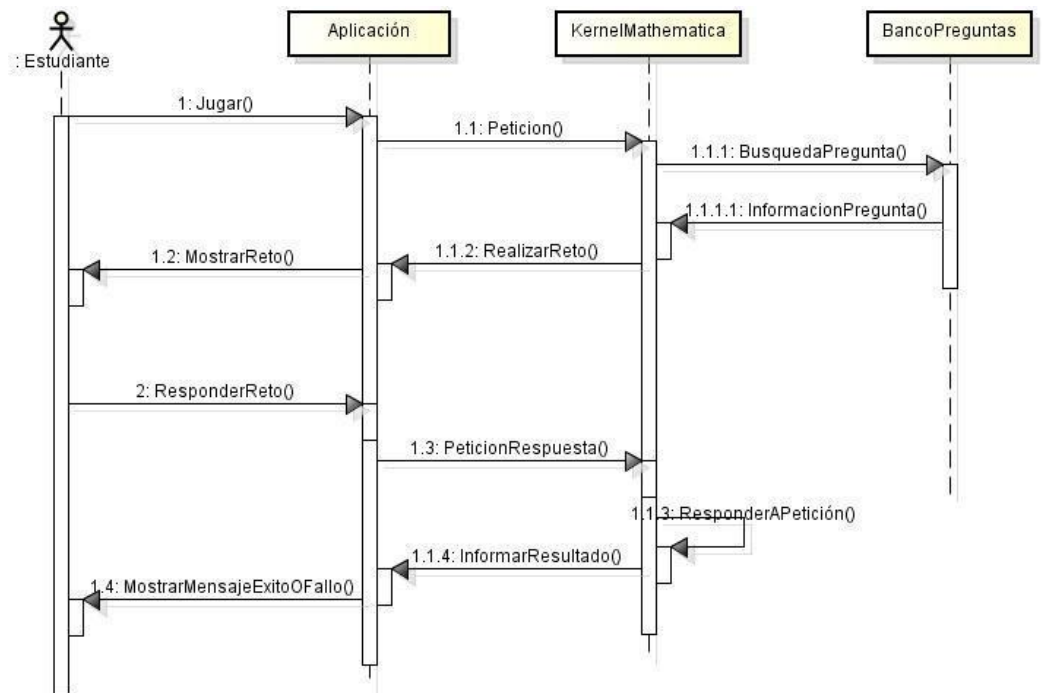 Aplicación
KernelMathematica
BancoPreguntas
: Estudiante
1: Jugar()
1.1: Peticion()
1.1.1: BusquedaPregunta()
1.1.1.1: InformacionPregunta()
1.1.2: RealizarReto()
1.2: MostrarReto()
2: ResponderReto()
1.3: PeticionRespuesta()
1.1.3: ResponderAPetición()
1.1.4: InformarResultado()
1.4: MostrarMensajeExitoOFallo()